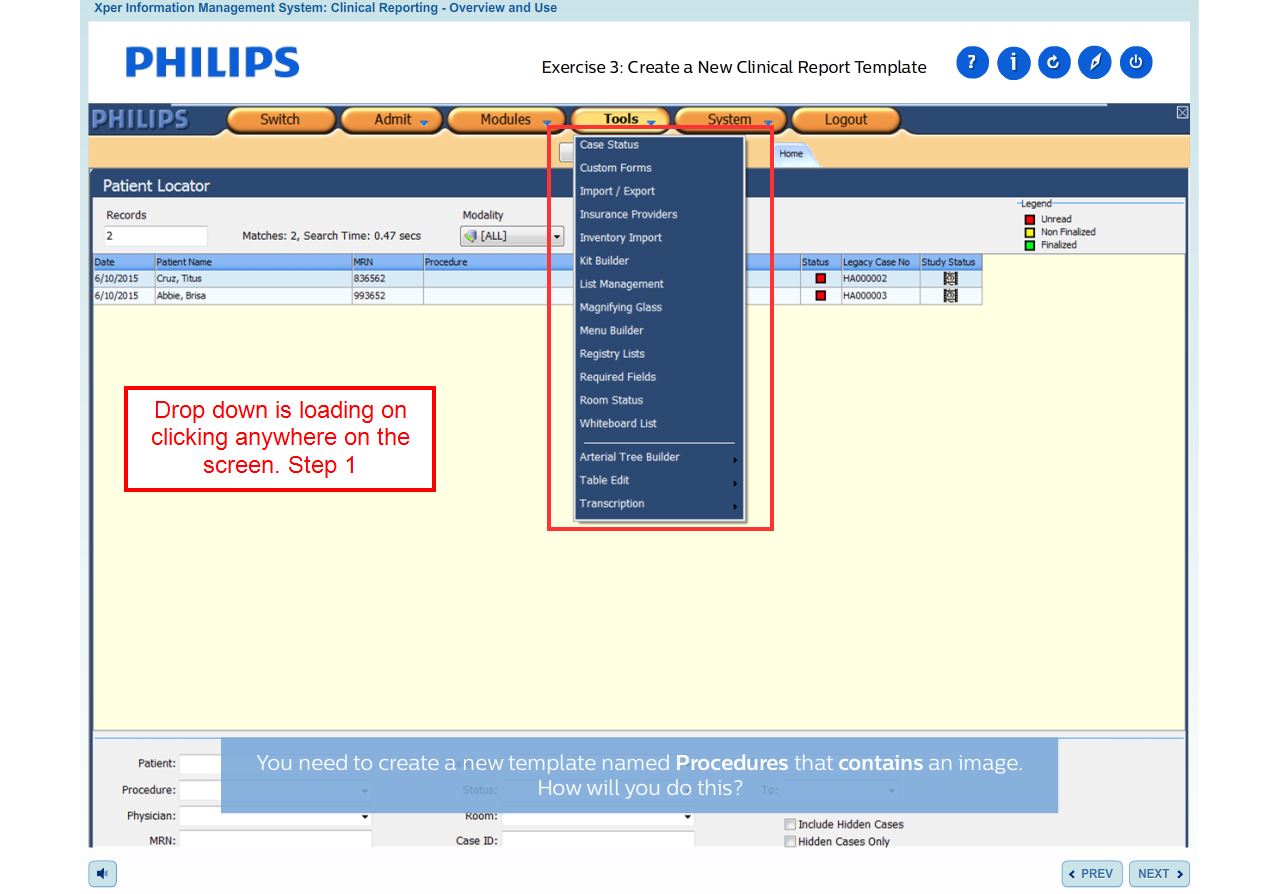 Xper Information Management System: Clinical Reporting - Overview and Use
PHILIPS
Exercise 3: Create a New Clinical Report Template
? i
PHILIPS Switch Admit Modules Tools System Logout
Home
Case Status
Custom Forms
Import / Export
Insurance Providers
Inventory Import
Kit Builder
List Management
Magnifying Glass
Menu Builder
Registry Lists
Required Fields
Room Status
Whiteboard List
Arterial Tree Builder
Table Edit
Transcription
Patient Locator
Records
2
Matches: 2, Search Time: 0.47 secs
Modality
[ALL]
Legend
Unread
Non Finalized
Finalized
Date Patient Name MRN Procedure Status Legacy Case No Study Status
6/10/2015 Cruz, Titus 836562 HA000002
6/10/2015 Abbie, Brisa 993652 HA000003
Drop down is loading on
clicking anywhere on the
screen. Step 1
You need to create a new template named Procedures that contains an image.
How will you do this?
Patient:
Procedure: Status: To:
Physician: Room:
MRN: Case ID:
Include Hidden Cases
Hidden Cases Only
< PREV NEXT >